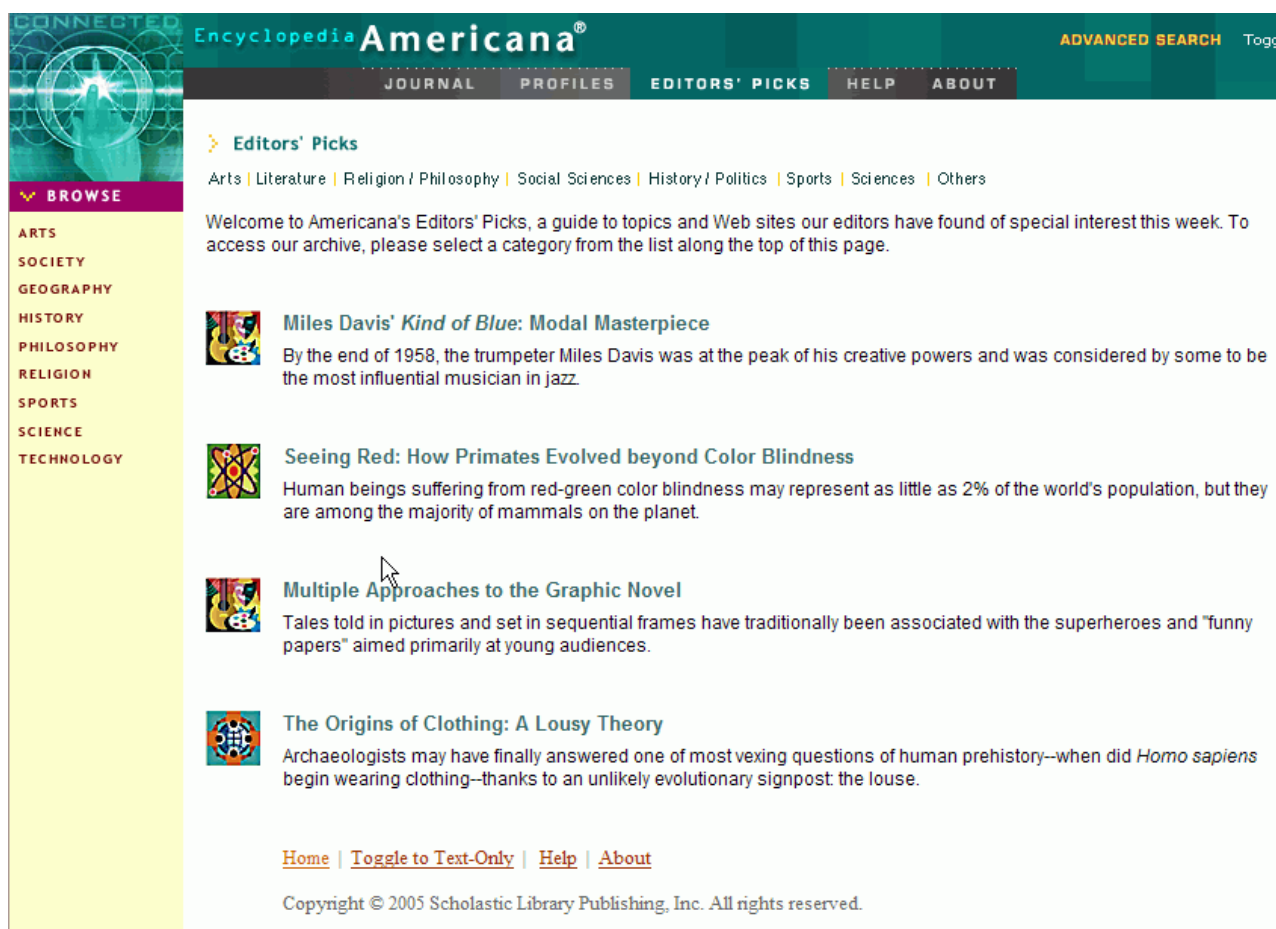 CONNECTED
Encyclopedia Americana®
ADVANCED SEARCH
JOURNAL PROFILES EDITORS' PICKS HELP ABOUT
BROWSE
ARTS
SOCIETY
GEOGRAPHY
HISTORY
PHILOSOPHY
RELIGION
SPORTS
SCIENCE
TECHNOLOGY
Editors' Picks
Arts | Literature | Religion / Philosophy | Social Sciences | History / Politics | Sports | Sciences | Others
Welcome to Americana's Editors' Picks, a guide to topics and Web sites our editors have found of special interest this week. To
access our archive, please select a category from the list along the top of this page.
Miles Davis' Kind of Blue: Modal Masterpiece
By the end of 1958, the trumpeter Miles Davis was at the peak of his creative powers and was considered by some to be
the most influential musician in jazz.
Seeing Red: How Primates Evolved beyond Color Blindness
Human beings suffering from red-green color blindness may represent as little as 2% of the world's population, but they
are among the majority of mammals on the planet.
Multiple Approaches to the Graphic Novel
Tales told in pictures and set in sequential frames have traditionally been associated with the superheroes and "funny
papers" aimed primarily at young audiences.
The Origins of Clothing: A Lousy Theory
Archaeologists may have finally answered one of most vexing questions of human prehistory--when did Homo sapiens
begin wearing clothing--thanks to an unlikely evolutionary signpost: the louse.
Home | Toggle to Text-Only | Help | About
Copyright © 2005 Scholastic Library Publishing, Inc. All rights reserved.